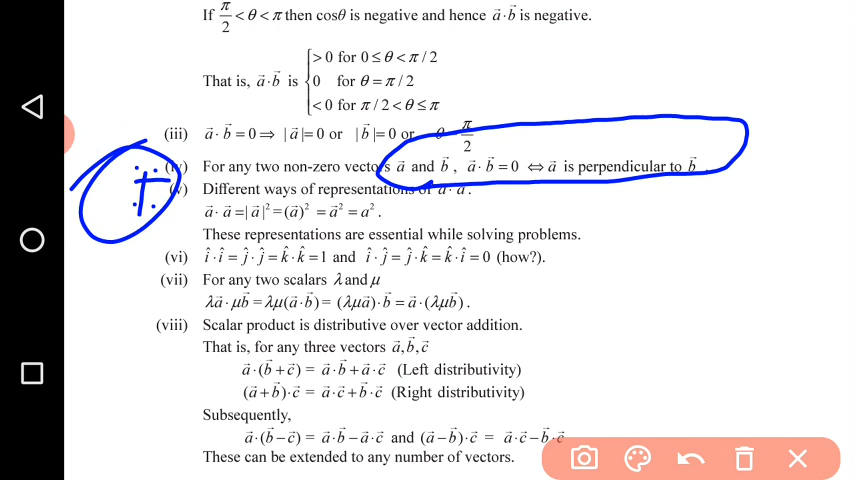 If π/2 < θ < π then cosθ is negative and hence a⃗·b⃗ is negative.
That is, a⃗·b⃗ is { >0 for 0 ≤ θ < π/2
0 for θ = π/2
<0 for π/2 < θ ≤ π
(iii) a⃗·b⃗ = 0 ⇒ |a⃗| = 0 or |b⃗| = 0 or θ = π/2
(iv) For any two non-zero vectors a⃗ and b⃗, a⃗·b⃗ = 0 ⇔ a⃗ is perpendicular to b⃗.
(v) Different ways of representations of a⃗·a⃗.
a⃗·a⃗ = |a⃗|² = (a⃗)² = a⃗² = a².
These representations are essential while solving problems.
(vi) î·î = ĵ·ĵ = k̂·k̂ = 1 and î·ĵ = ĵ·k̂ = k̂·î = 0 (how?).
(vii) For any two scalars λ and μ
λa⃗·μb⃗ = λμ(a⃗·b⃗) = (λμa⃗)·b⃗ = a⃗·(λμb⃗).
(viii) Scalar product is distributive over vector addition.
That is, for any three vectors a⃗, b⃗, c⃗
a⃗·(b⃗+c⃗) = a⃗·b⃗ + a⃗·c⃗ (Left distributivity)
(a⃗+b⃗)·c⃗ = a⃗·c⃗ + b⃗·c⃗ (Right distributivity)
Subsequently,
a⃗·(b⃗−c⃗) = a⃗·b⃗ − a⃗·c⃗ and (a⃗−b⃗)·c⃗ = a⃗·c⃗ − b⃗·c⃗
These can be extended to any number of vectors.